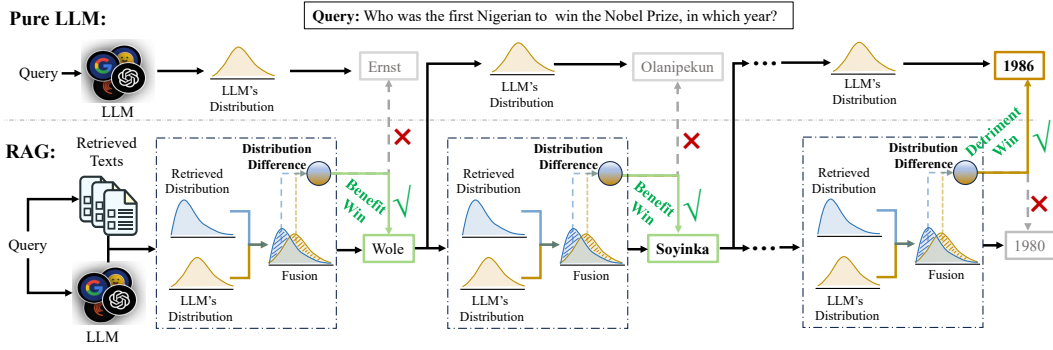 Pure LLM:
Query: Who was the first Nigerian to win the Nobel Prize, in which year?
Query
LLM
LLM's
Distribution
Ernst
LLM's
Distribution
Olanipekun
LLM's
Distribution
1986
RAG:
Retrieved
Texts
Query
LLM
Retrieved
Distribution
LLM's
Distribution
Distribution
Difference
Fusion
Benefit
Win
Wole
Retrieved
Distribution
LLM's
Distribution
Distribution
Difference
Fusion
Benefit
Win
Soyinka
Retrieved
Distribution
LLM's
Distribution
Distribution
Difference
Fusion
Detriment
Win
1980